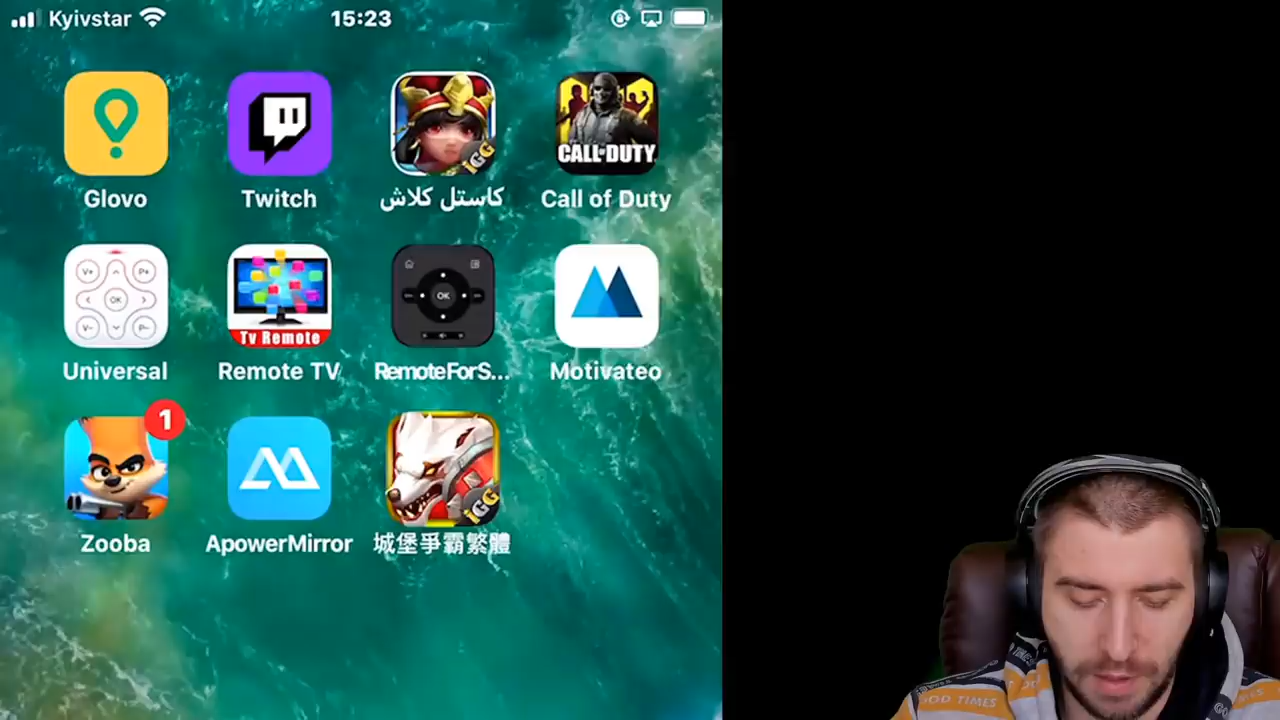 Kyivstar 15:23
IGG
CALL OF DUTY
Glovo Twitch كاستل كلاش Call of Duty
V+ P+
OK OK
V- P-
Tv Remote
Universal Remote TV RemoteForS... Motivateo
1
IGG
Zooba ApowerMirror 城堡爭霸繁體
GOOD TIMES